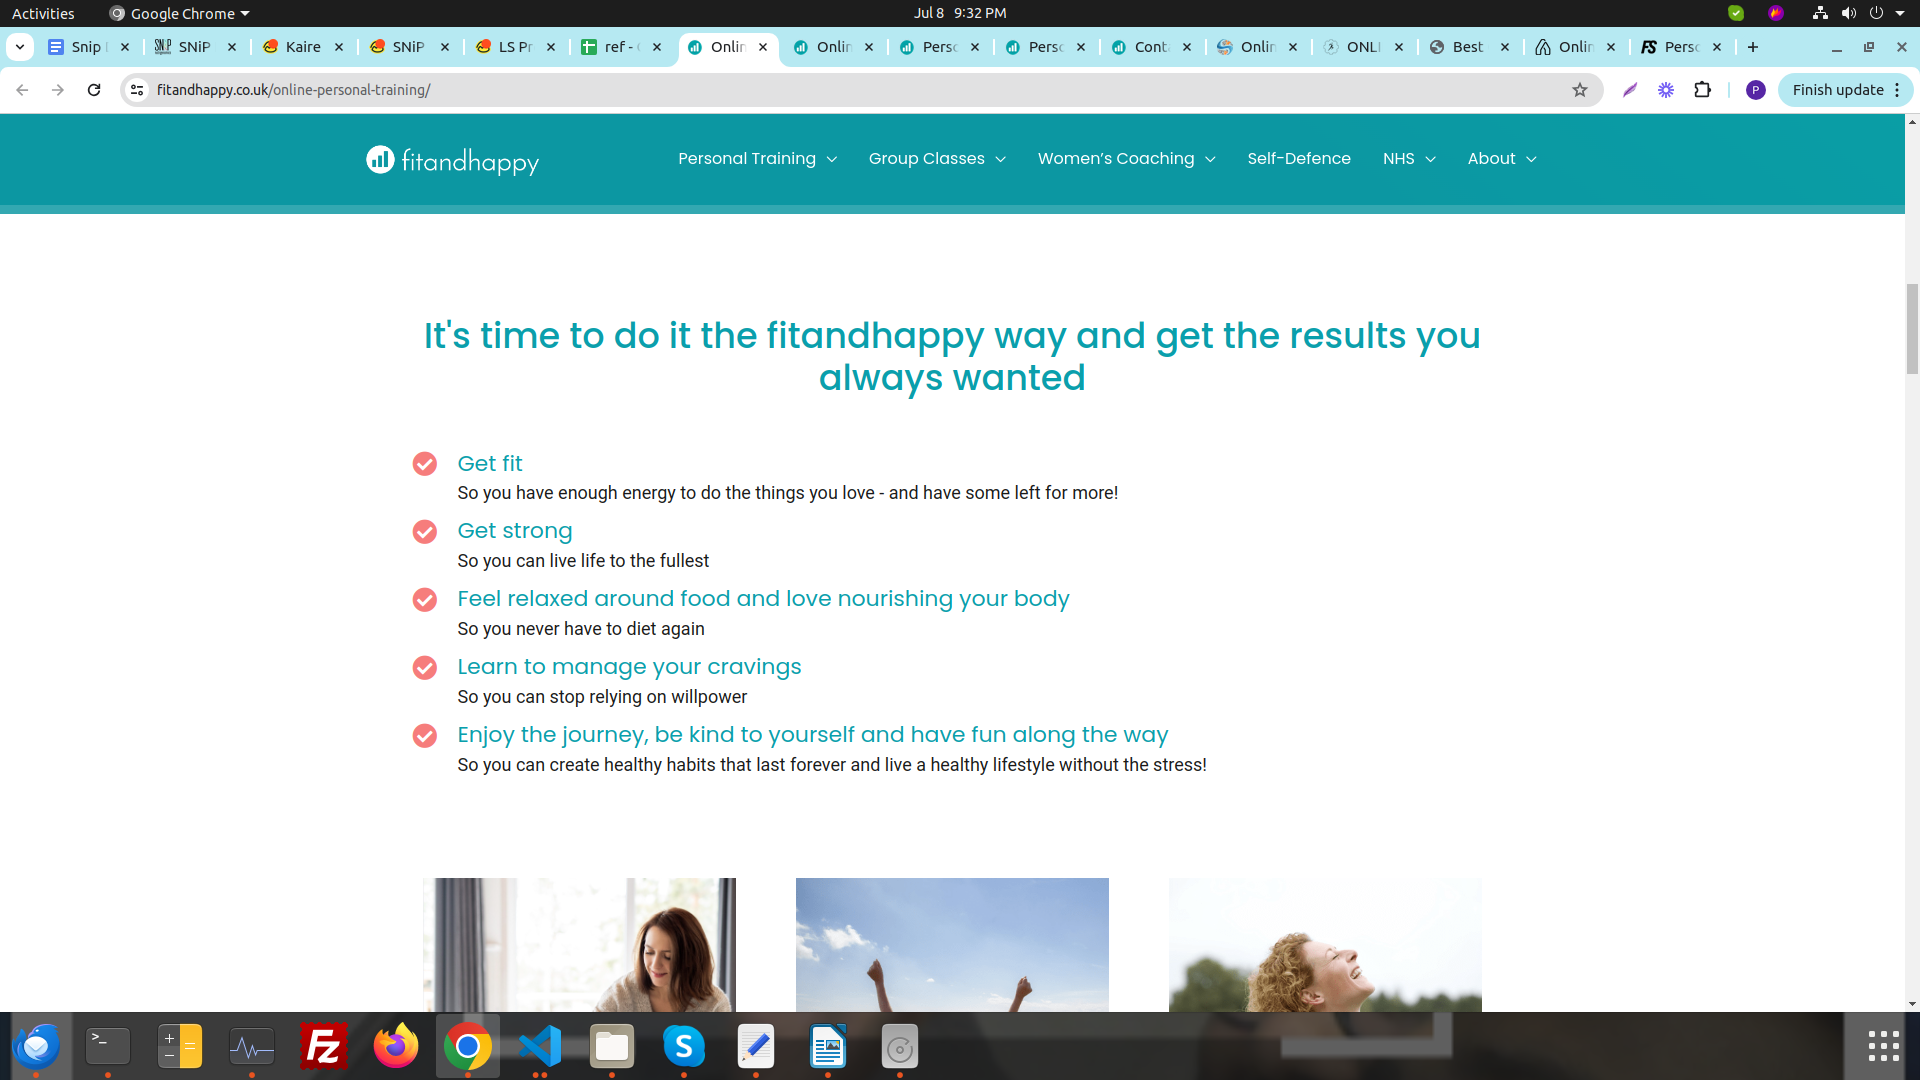 Activities Google Chrome Jul 8 9:32 PM
Snip SNiP Kaire SNiP LS Pr ref - Onlin Onlin Perso Perso Cont Onlin ONLI Best Onlin Perso
fitandhappy.co.uk/online-personal-training/ P Finish update
fitandhappy Personal Training Group Classes Women’s Coaching Self-Defence NHS About
It's time to do it the fitandhappy way and get the results you
always wanted
Get fit
So you have enough energy to do the things you love - and have some left for more!
Get strong
So you can live life to the fullest
Feel relaxed around food and love nourishing your body
So you never have to diet again
Learn to manage your cravings
So you can stop relying on willpower
Enjoy the journey, be kind to yourself and have fun along the way
So you can create healthy habits that last forever and live a healthy lifestyle without the stress!